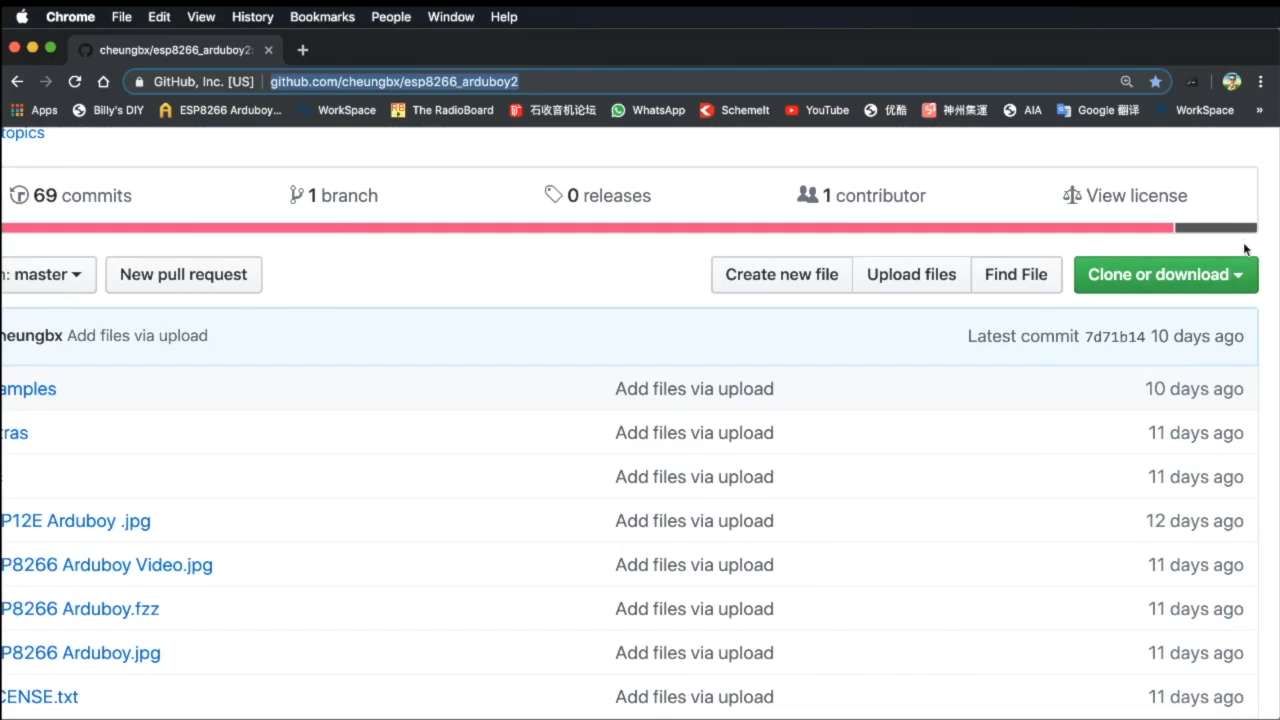 Chrome File Edit View History Bookmarks People Window Help
cheungbx/esp8266_arduboy2:
GitHub, Inc. [US] github.com/cheungbx/esp8266_arduboy2
Apps Billy's DIY ESP8266 Arduboy... WorkSpace The RadioBoard 石收音机论坛 WhatsApp Schemelt YouTube 优酷 神州集運 AIA Google 翻译 WorkSpace »
topics
69 commits 1 branch 0 releases 1 contributor View license
: master New pull request Create new file Upload files Find File Clone or download
heungbx Add files via upload Latest commit 7d71b14 10 days ago
amples Add files via upload 10 days ago
tras Add files via upload 11 days ago
Add files via upload 11 days ago
P12E Arduboy .jpg Add files via upload 12 days ago
P8266 Arduboy Video.jpg Add files via upload 11 days ago
P8266 Arduboy.fzz Add files via upload 11 days ago
P8266 Arduboy.jpg Add files via upload 11 days ago
CENSE.txt Add files via upload 11 days ago